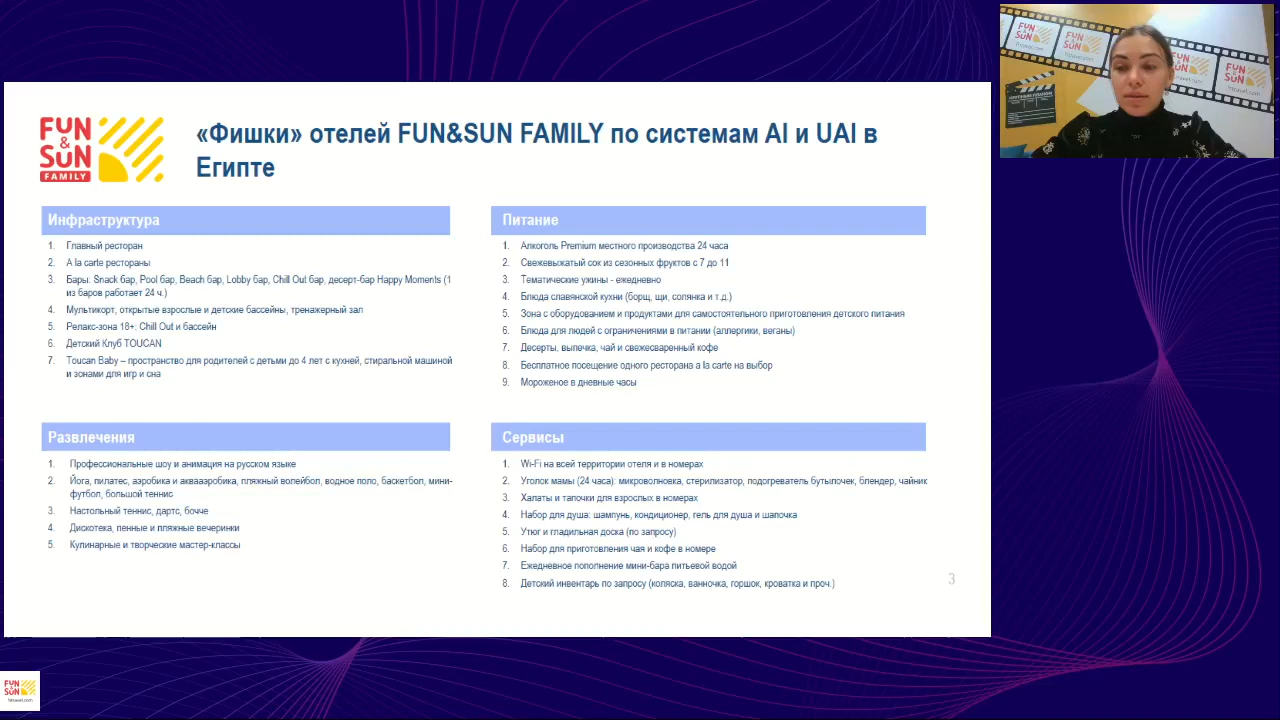 FUN
&
SUN
FAMILY
«Фишки» отелей FUN&SUN FAMILY по системам AI и UAI в
Египте
Инфраструктура
1. Главный ресторан
2. A la carte рестораны
3. Бары: Snack бар, Pool бар, Beach бар, Lobby бар, Chill Out бар, десерт-бар Happy Moments (1
из баров работает 24 ч.)
4. Мультикорт, открытые взрослые и детские бассейны, тренажерный зал
5. Релакс-зона 18+: Chill Out и бассейн
6. Детский Клуб TOUCAN
7. Toucan Baby – пространство для родителей с детьми до 4 лет с кухней, стиральной машиной
и зонами для игр и сна
Питание
1. Алкоголь Premium местного производства 24 часа
2. Свежевыжатый сок из сезонных фруктов с 7 до 11
3. Тематические ужины - ежедневно
4. Блюда славянской кухни (борщ, щи, солянка и т.д.)
5. Зона с оборудованием и продуктами для самостоятельного приготовления детского питания
6. Блюда для людей с ограничениями в питании (аллергики, веганы)
7. Десерты, выпечка, чай и свежесваренный кофе
8. Бесплатное посещение одного ресторана a la carte на выбор
9. Мороженое в дневные часы
Развлечения
1. Профессиональные шоу и анимация на русском языке
2. Йога, пилатес, аэробика и аквааэробика, пляжный волейбол, водное поло, баскетбол, мини-
футбол, большой теннис
3. Настольный теннис, дартс, бочче
4. Дискотека, пенные и пляжные вечеринки
5. Кулинарные и творческие мастер-классы
Сервисы
1. Wi-Fi на всей территории отеля и в номерах
2. Уголок мамы (24 часа): микроволновка, стерилизатор, подогреватель бутылочек, блендер, чайник
3. Халаты и тапочки для взрослых в номерах
4. Набор для душа: шампунь, кондиционер, гель для душа и шапочка
5. Утюг и гладильная доска (по запросу)
6. Набор для приготовления чая и кофе в номере
7. Ежедневное пополнение мини-бара питьевой водой
8. Детский инвентарь по запросу (коляска, ванночка, горшок, кроватка и проч.)
3
FUN
&
SUN
FUN
&
SUN
FUN
&
SUN
FUN
&
SUN
FUN
&
SUN